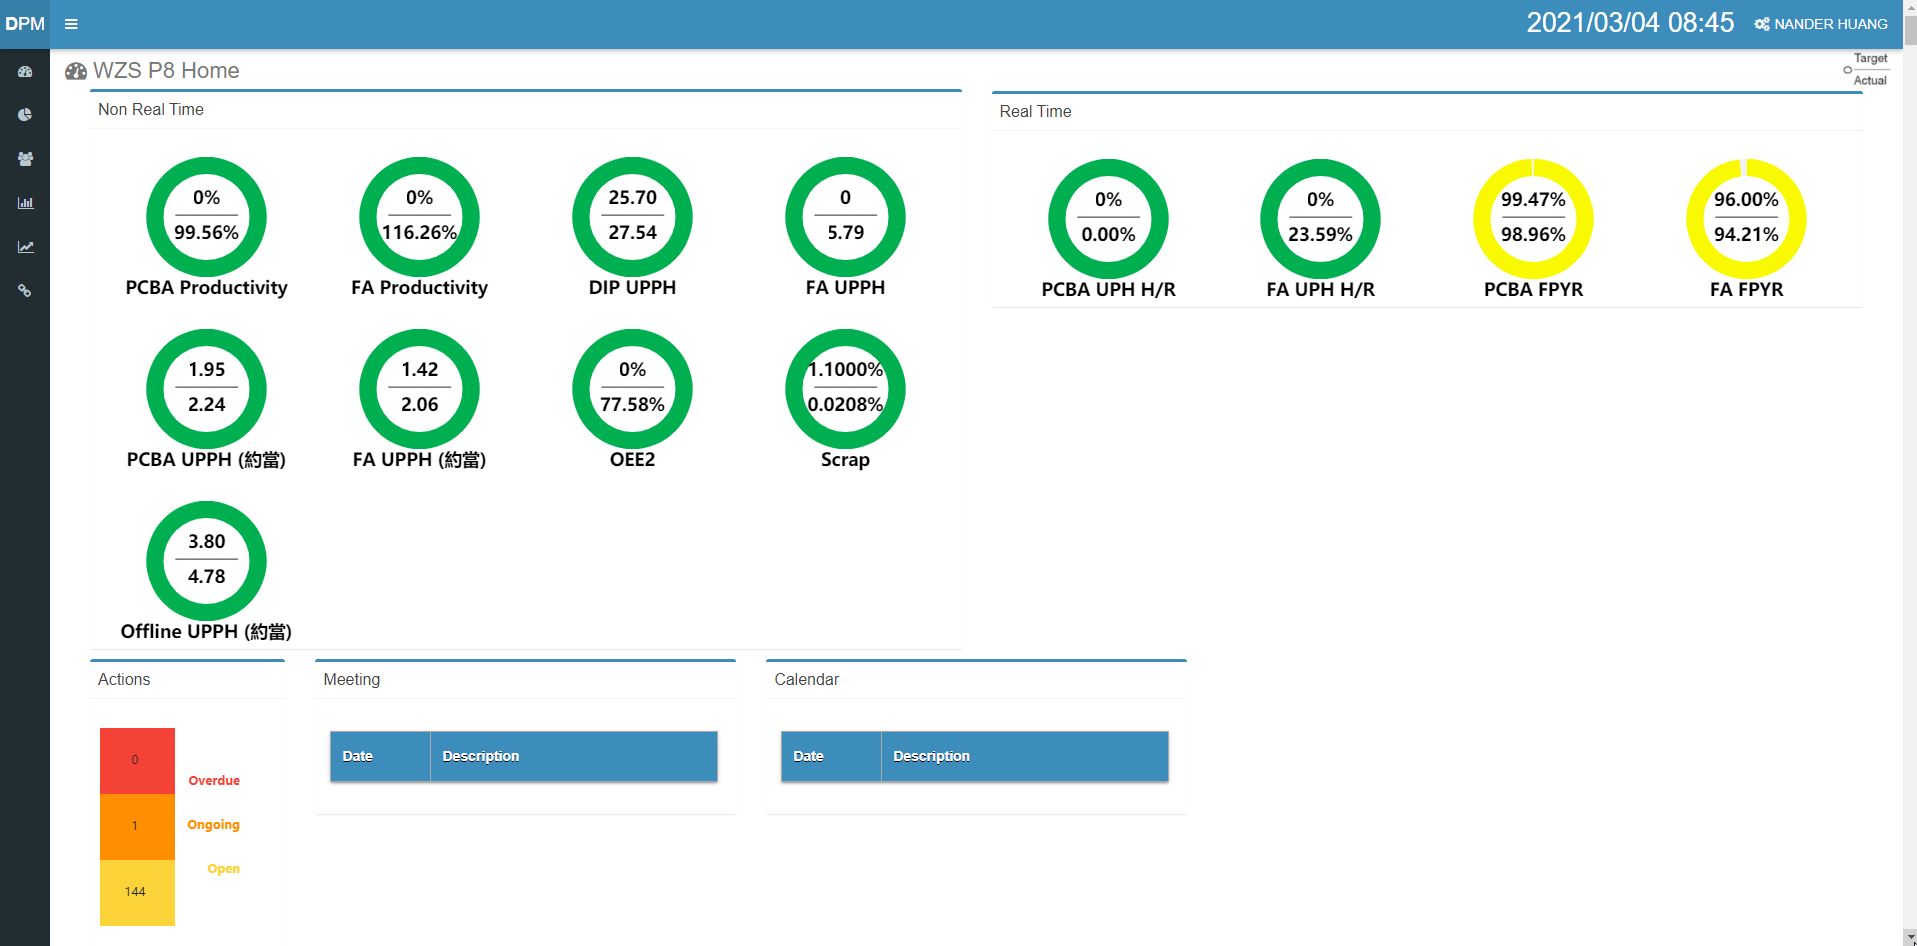 DPM
2021/03/04 08:45 NANDER HUANG
WZS P8 Home
Target
Actual
Non Real Time
0%
99.56%
PCBA Productivity
0%
116.26%
FA Productivity
25.70
27.54
DIP UPPH
0
5.79
FA UPPH
1.95
2.24
PCBA UPPH (約當)
1.42
2.06
FA UPPH (約當)
0%
77.58%
OEE2
1.1000%
0.0208%
Scrap
3.80
4.78
Offline UPPH (約當)
Real Time
0%
0.00%
PCBA UPH H/R
0%
23.59%
FA UPH H/R
99.47%
98.96%
PCBA FPYR
96.00%
94.21%
FA FPYR
Actions
0
1
144
Overdue
Ongoing
Open
Meeting
Date Description
Calendar
Date Description